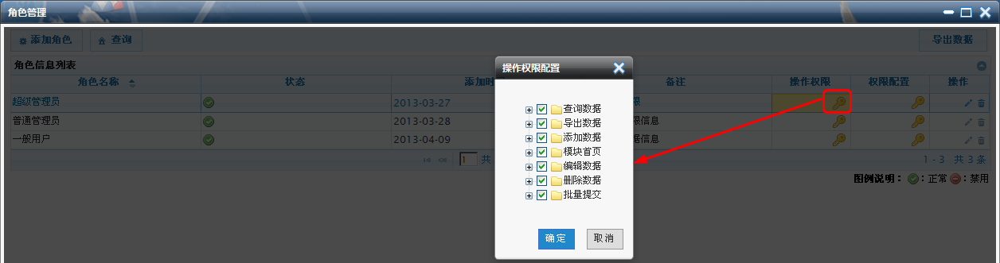 角色管理
添加角色 查询 导出数据
角色信息列表
角色名称 状态 添加时 备注 操作权限 权限配置 操作
超级管理员 2013-03-27 限
普通管理员 2013-03-28 限信息
一般用户 2013-04-09 据信息
1 共 1 - 3 共 3 条
图例说明： ：正常 ：禁用
操作权限配置
查询数据
导出数据
添加数据
模块首页
编辑数据
删除数据
批量提交
确定 取消